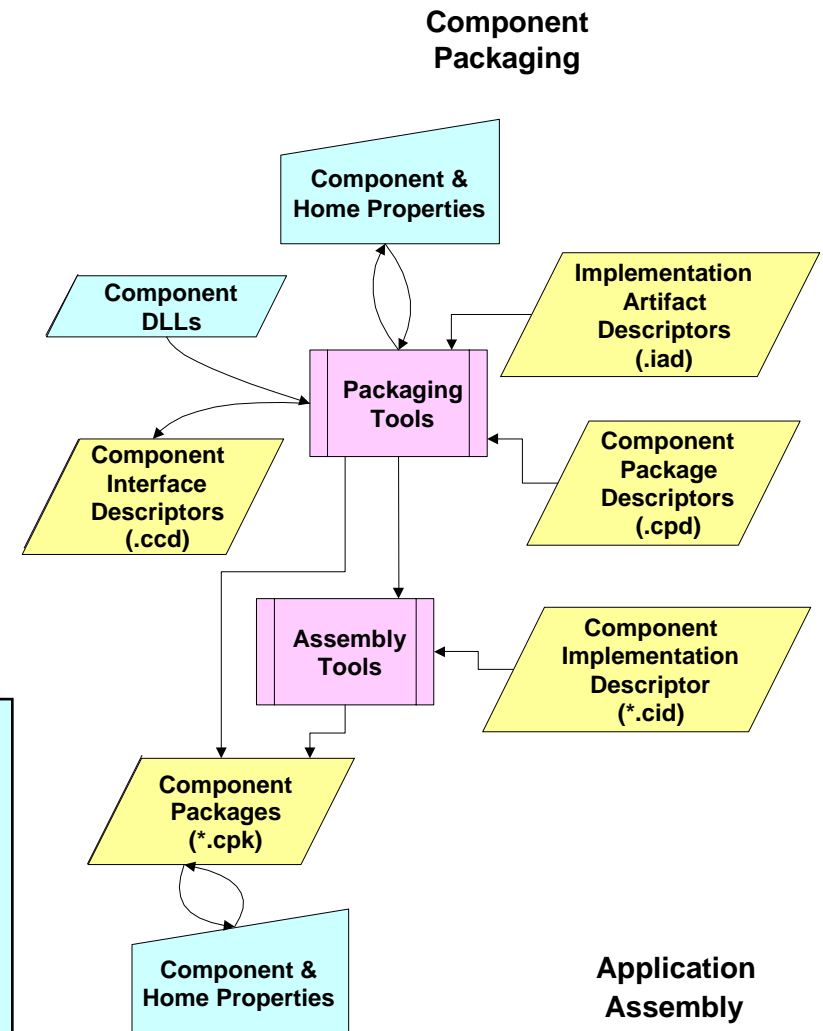 Component
Packaging
Component &
Home Properties
Component
DLLs
Implementation
Artifact
Descriptors
(.iad)
Packaging
Tools
Component
Interface
Descriptors
(.ccd)
Component
Package
Descriptors
(.cpd)
Assembly
Tools
Component
Implementation
Descriptor
(*.cid)
Component
Packages
(*.cpk)
Component &
Home Properties
Application
Assembly